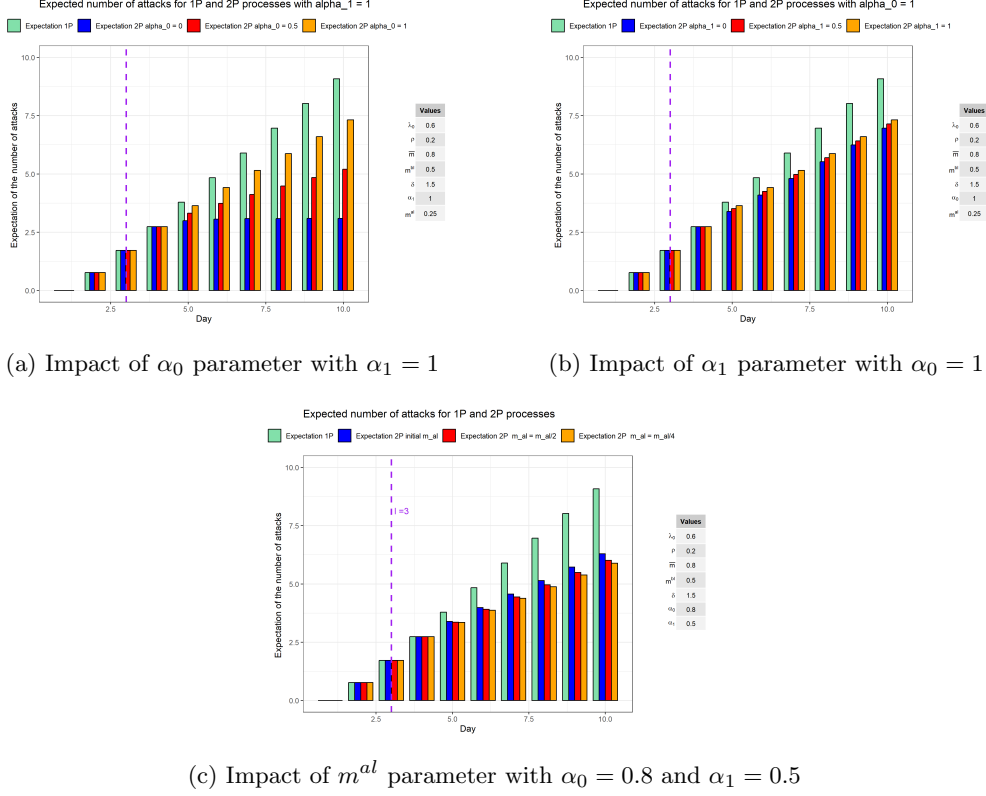 Expected number of attacks for 1P and 2P processes with alpha_1 = 1
Expectation 1P Expectation 2P alpha_0 = 0 Expectation 2P alpha_0 = 0.5 Expectation 2P alpha_0 = 1
Expectation of the number of attacks
10.0
7.5
5.0
2.5
0.0
2.5 5.0 7.5 10.0
Day
Values
λ₀ 0.6
ρ 0.2
m̅ 0.8
m^al 0.5
δ 1.5
α₁ 1
m^al 0.25
(a) Impact of α₀ parameter with α₁ = 1
Expected number of attacks for 1P and 2P processes with alpha_0 = 1
Expectation 1P Expectation 2P alpha_1 = 0 Expectation 2P alpha_1 = 0.5 Expectation 2P alpha_1 = 1
Expectation of the number of attacks
10.0
7.5
5.0
2.5
0.0
2.5 5.0 7.5 10.0
Day
Values
λ₀ 0.6
ρ 0.2
m̅ 0.8
m^al 0.5
δ 1.5
α₀ 1
m^al 0.25
(b) Impact of α₁ parameter with α₀ = 1
Expected number of attacks for 1P and 2P processes
Expectation 1P Expectation 2P initial m_al Expectation 2P m_al = m_al/2 Expectation 2P m_al = m_al/4
Expectation of the number of attacks
10.0
7.5
5.0
2.5
0.0
l =3
2.5 5.0 7.5 10.0
Day
Values
λ₀ 0.6
ρ 0.2
m̅ 0.8
m^al 0.5
δ 1.5
α₀ 0.8
α₁ 0.5
(c) Impact of m^al parameter with α₀ = 0.8 and α₁ = 0.5